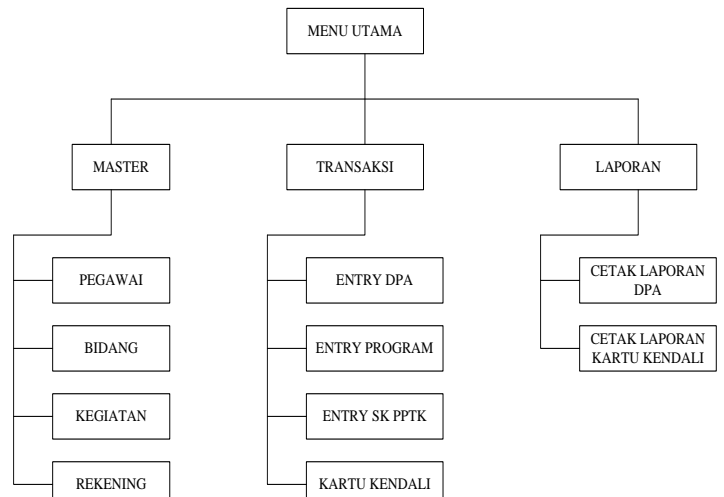 MENU UTAMA
MASTER
TRANSAKSI
LAPORAN
PEGAWAI
ENTRY DPA
CETAK LAPORAN
DPA
BIDANG
ENTRY PROGRAM
CETAK LAPORAN
KARTU KENDALI
KEGIATAN
ENTRY SK PPTK
REKENING
KARTU KENDALI